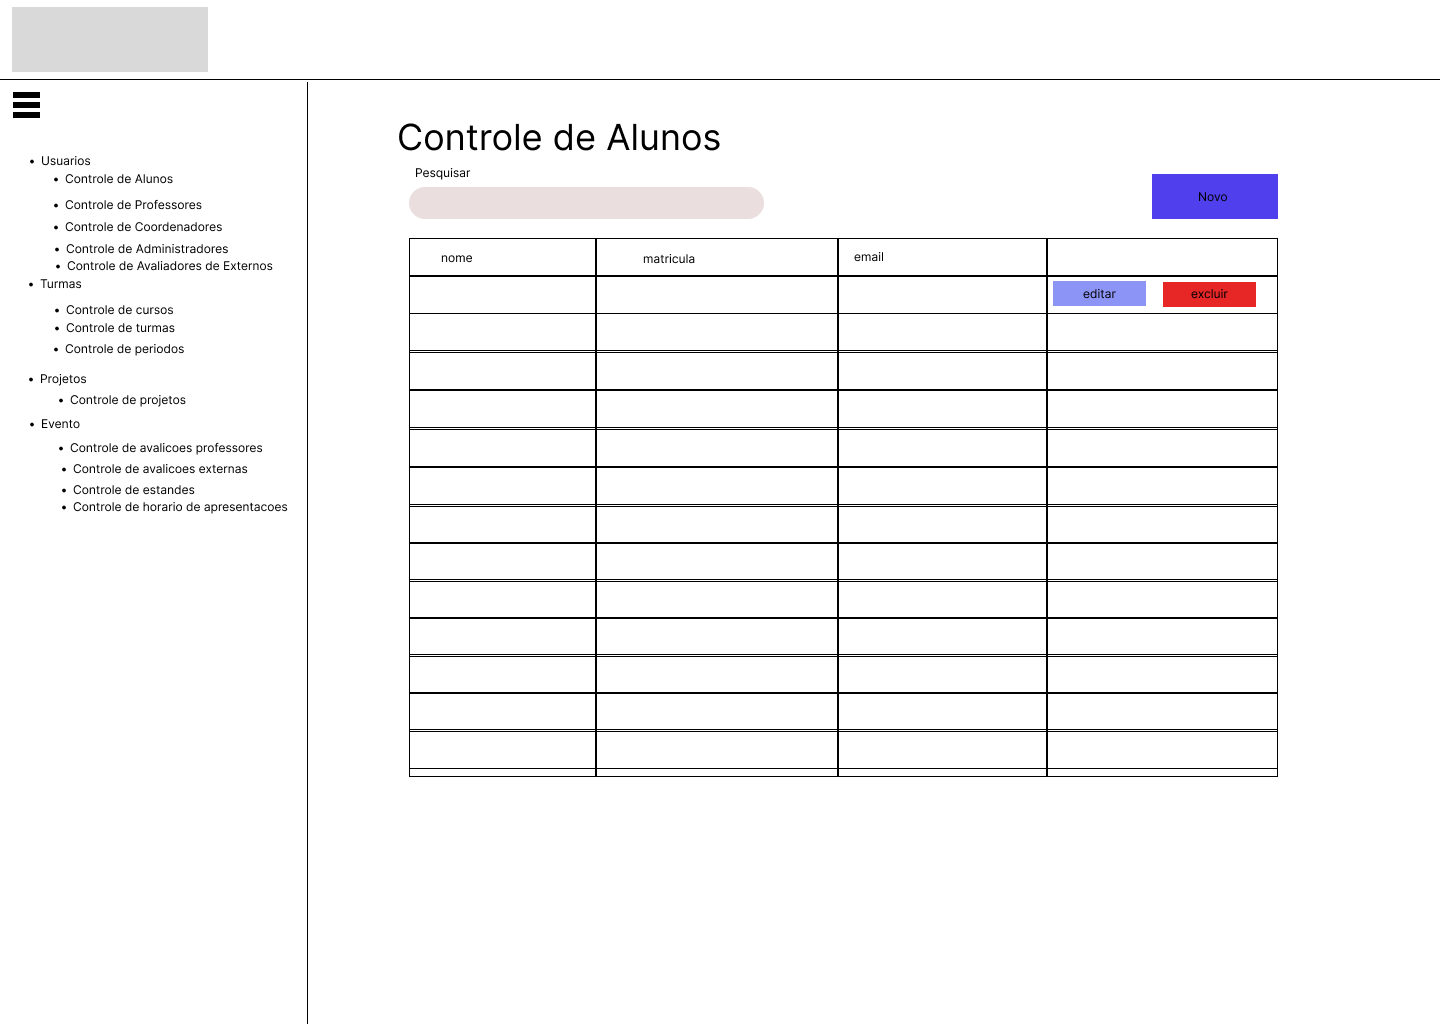 Usuarios
Controle de Alunos
Controle de Professores
Controle de Coordenadores
Controle de Administradores
Controle de Avaliadores de Externos
Turmas
Controle de cursos
Controle de turmas
Controle de periodos
Projetos
Controle de projetos
Evento
Controle de avalicoes professores
Controle de avalicoes externas
Controle de estandes
Controle de horario de apresentacoes
Controle de Alunos
Pesquisar
Novo
nome matricula email
editar excluir